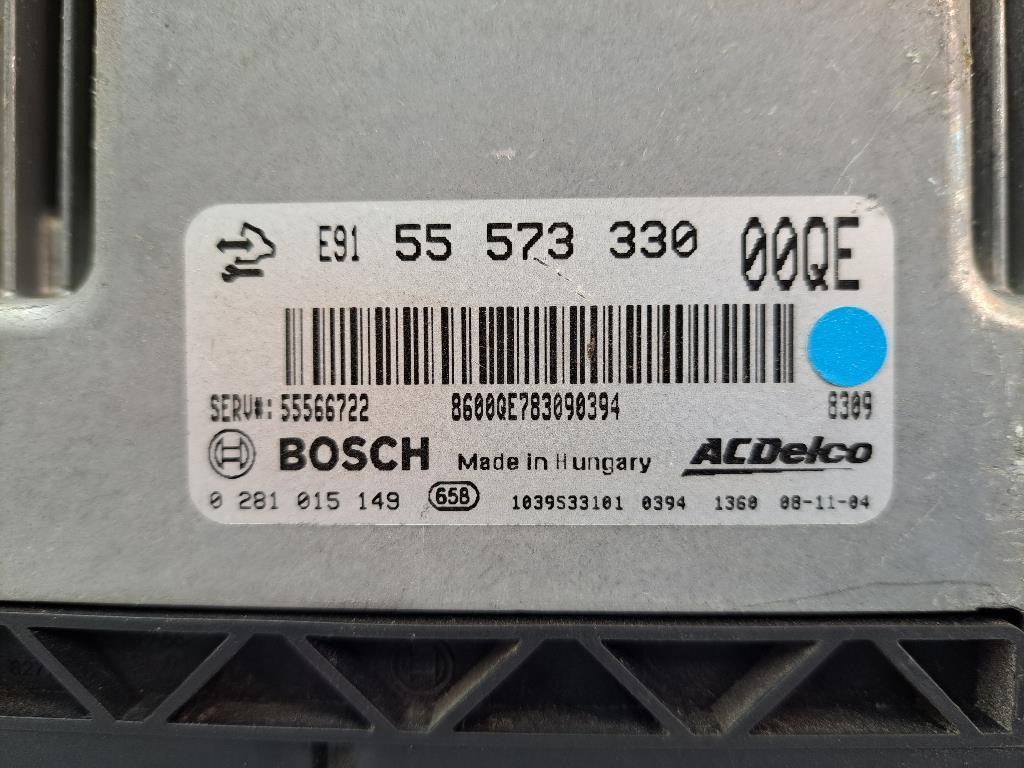 E91 55 573 330 00QE
SERV#: 55566722 8600QE783090394 8309
BOSCH Made in Hungary ACDelco
0 281 015 149 658 1039S33101 0394 1360 08-11-04